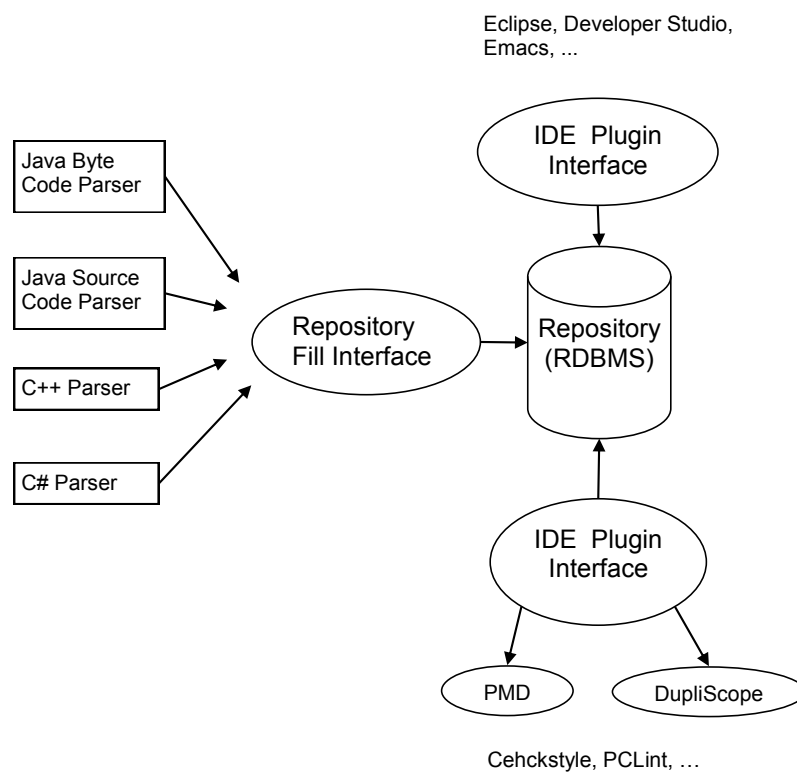 Eclipse, Developer Studio,
Emacs, ...
IDE Plugin
Interface
Java Byte
Code Parser
Java Source
Code Parser
C++ Parser
C# Parser
Repository
Fill Interface
Repository
(RDBMS)
IDE Plugin
Interface
PMD
DupliScope
Cehckstyle, PCLint, …